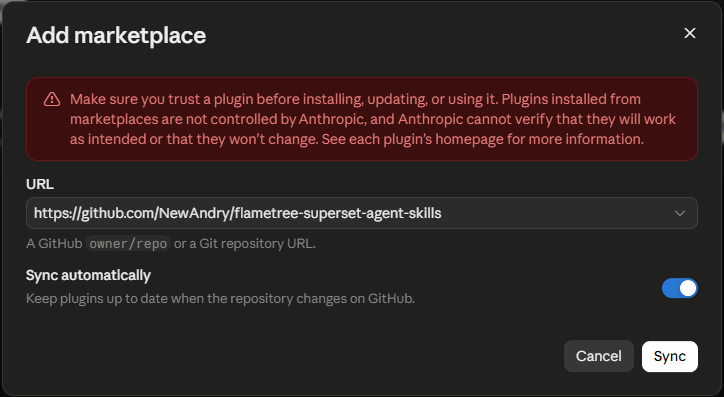 Add marketplace
Make sure you trust a plugin before installing, updating, or using it. Plugins installed from
marketplaces are not controlled by Anthropic, and Anthropic cannot verify that they will work
as intended or that they won't change. See each plugin's homepage for more information.
URL
https://github.com/NewAndry/flametree-superset-agent-skills
A GitHub owner/repo or a Git repository URL.
Sync automatically
Keep plugins up to date when the repository changes on GitHub.
Cancel Sync